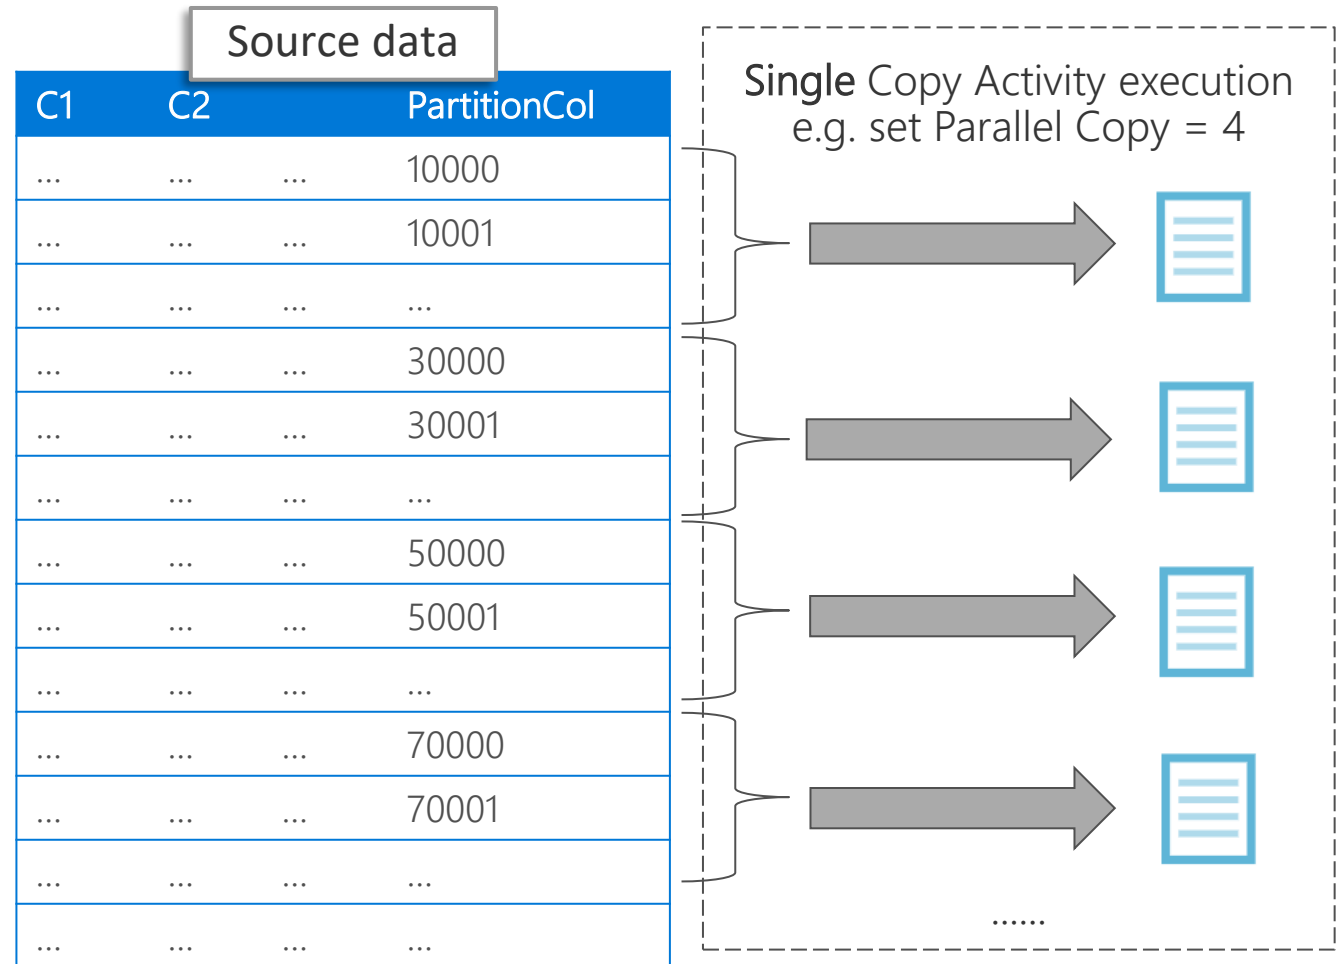 Source data
C1 C2 PartitionCol
... ... ... 10000
... ... ... 10001
... ... ... ...
... ... ... 30000
... ... ... 30001
... ... ... ...
... ... ... 50000
... ... ... 50001
... ... ... ...
... ... ... 70000
... ... ... 70001
... ... ... ...
... ... ... ...
Single Copy Activity execution
e.g. set Parallel Copy = 4
......